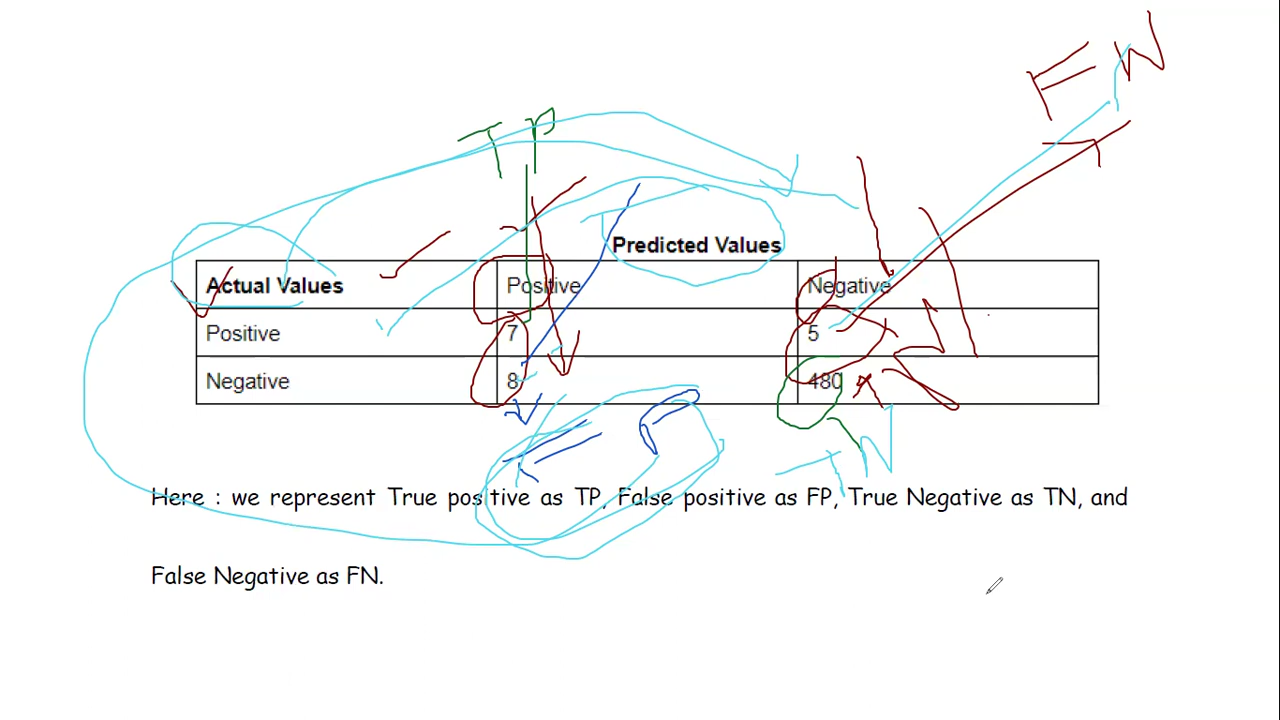 FN
TP
Predicted Values
Actual Values Positive Negative
Positive 7 5
Negative 8 480
TN
Here : we represent True positive as TP, False positive as FP, True Negative as TN, and
False Negative as FN.